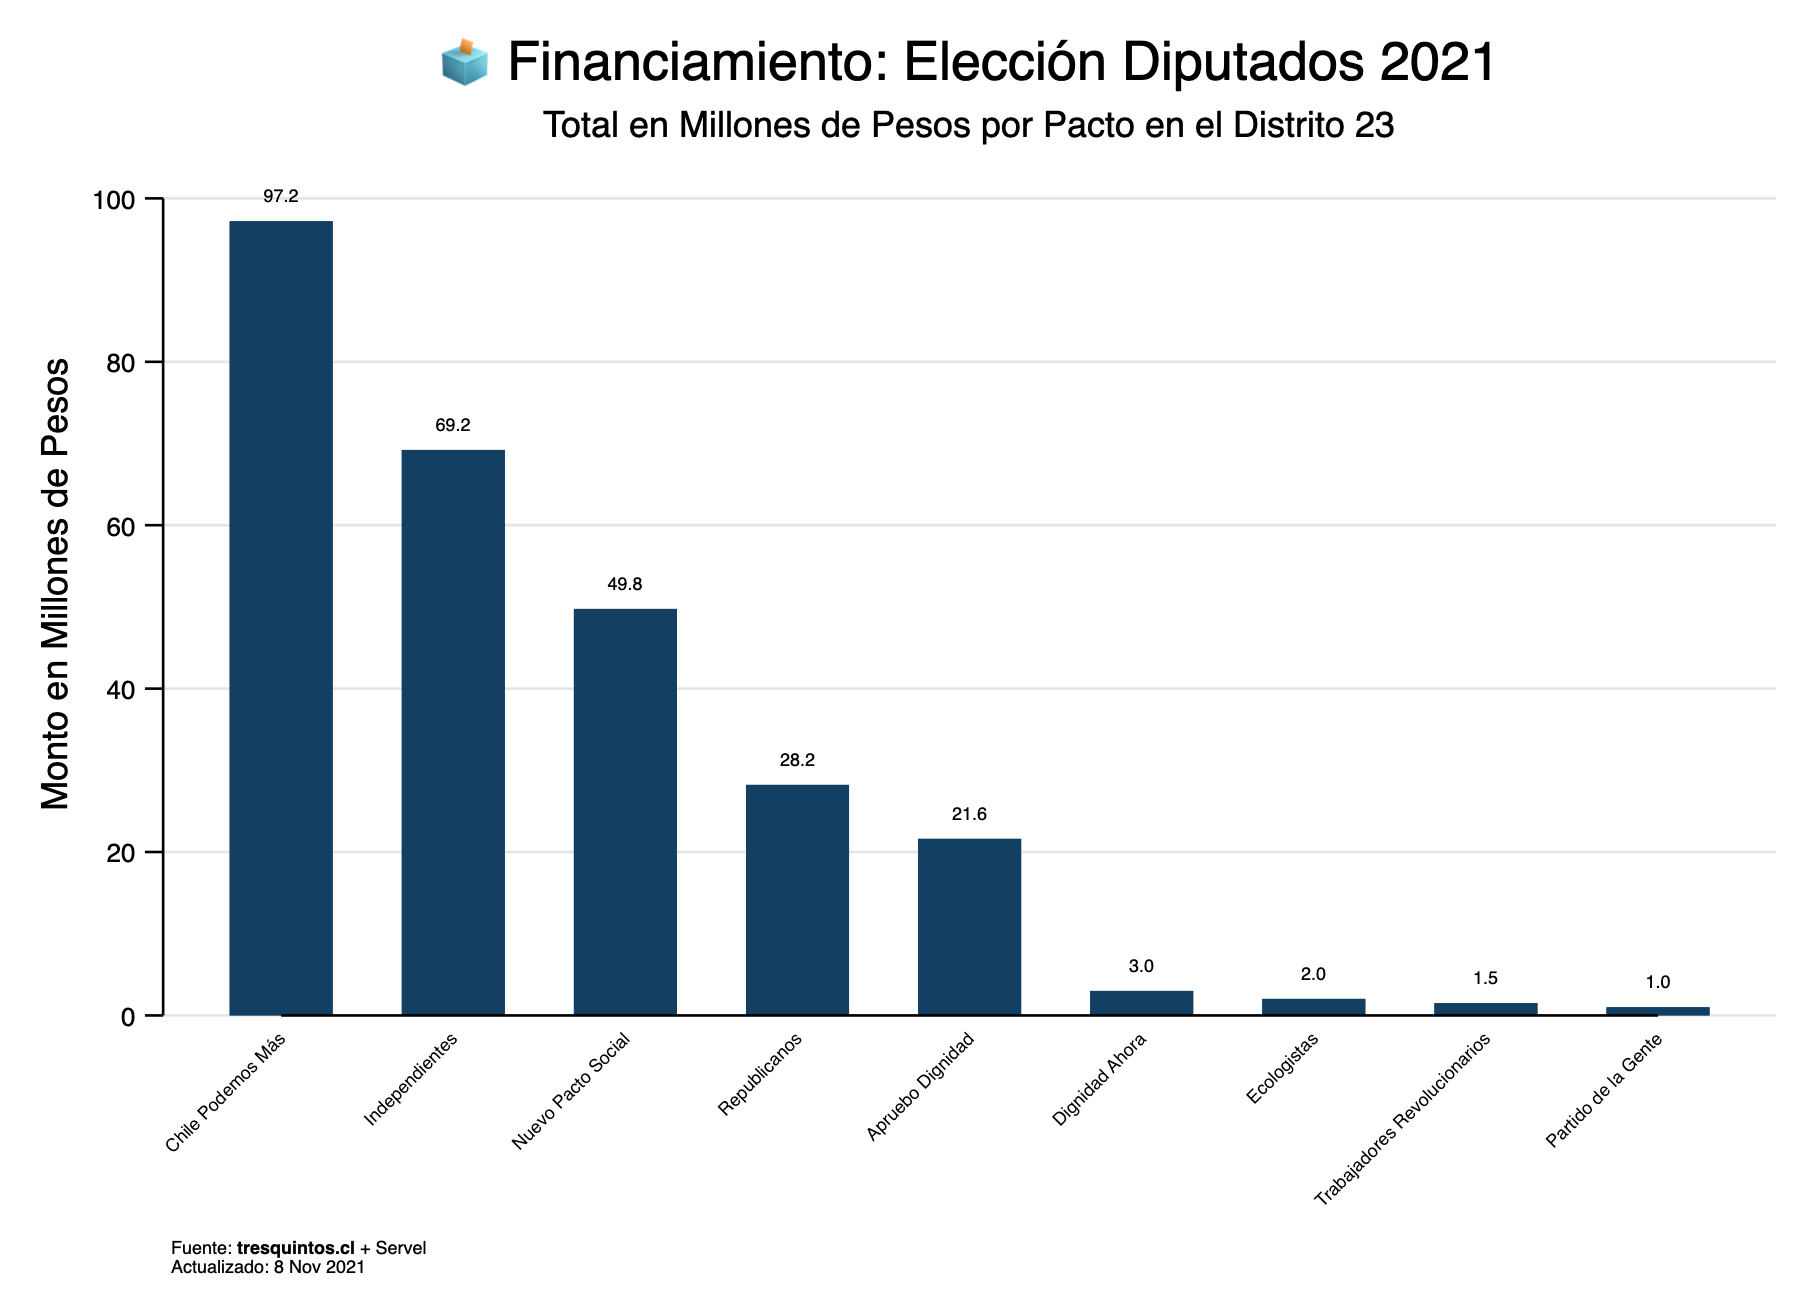 Financiamiento: Elección Diputados 2021
Total en Millones de Pesos por Pacto en el Distrito 23
Monto en Millones de Pesos
100
80
60
40
20
0
97.2
69.2
49.8
28.2
21.6
3.0
2.0
1.5
1.0
Chile Podemos Más
Independientes
Nuevo Pacto Social
Republicanos
Apruebo Dignidad
Dignidad Ahora
Ecologistas
Trabajadores Revolucionarios
Partido de la Gente
Fuente: tresquintos.cl + Servel
Actualizado: 8 Nov 2021